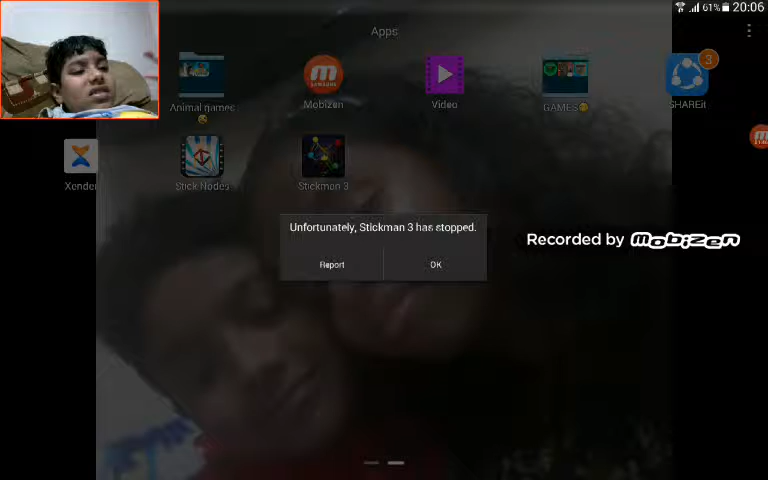 61% 20:06
Apps
3
Animal games
Mobizen
Video
GAMES
SHAREit
Xender
Stick Nodes
Stickman 3
Unfortunately, Stickman 3 has stopped.
Report
OK
Recorded by mobizen